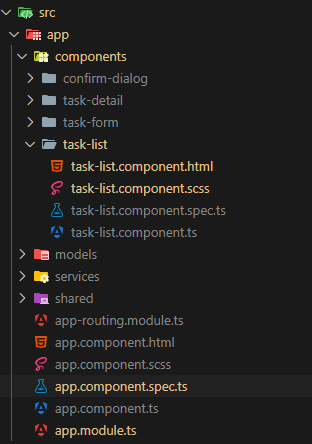 src
app
components
confirm-dialog
task-detail
task-form
task-list
task-list.component.html
task-list.component.scss
task-list.component.spec.ts
task-list.component.ts
models
services
shared
app-routing.module.ts
app.component.html
app.component.scss
app.component.spec.ts
app.component.ts
app.module.ts